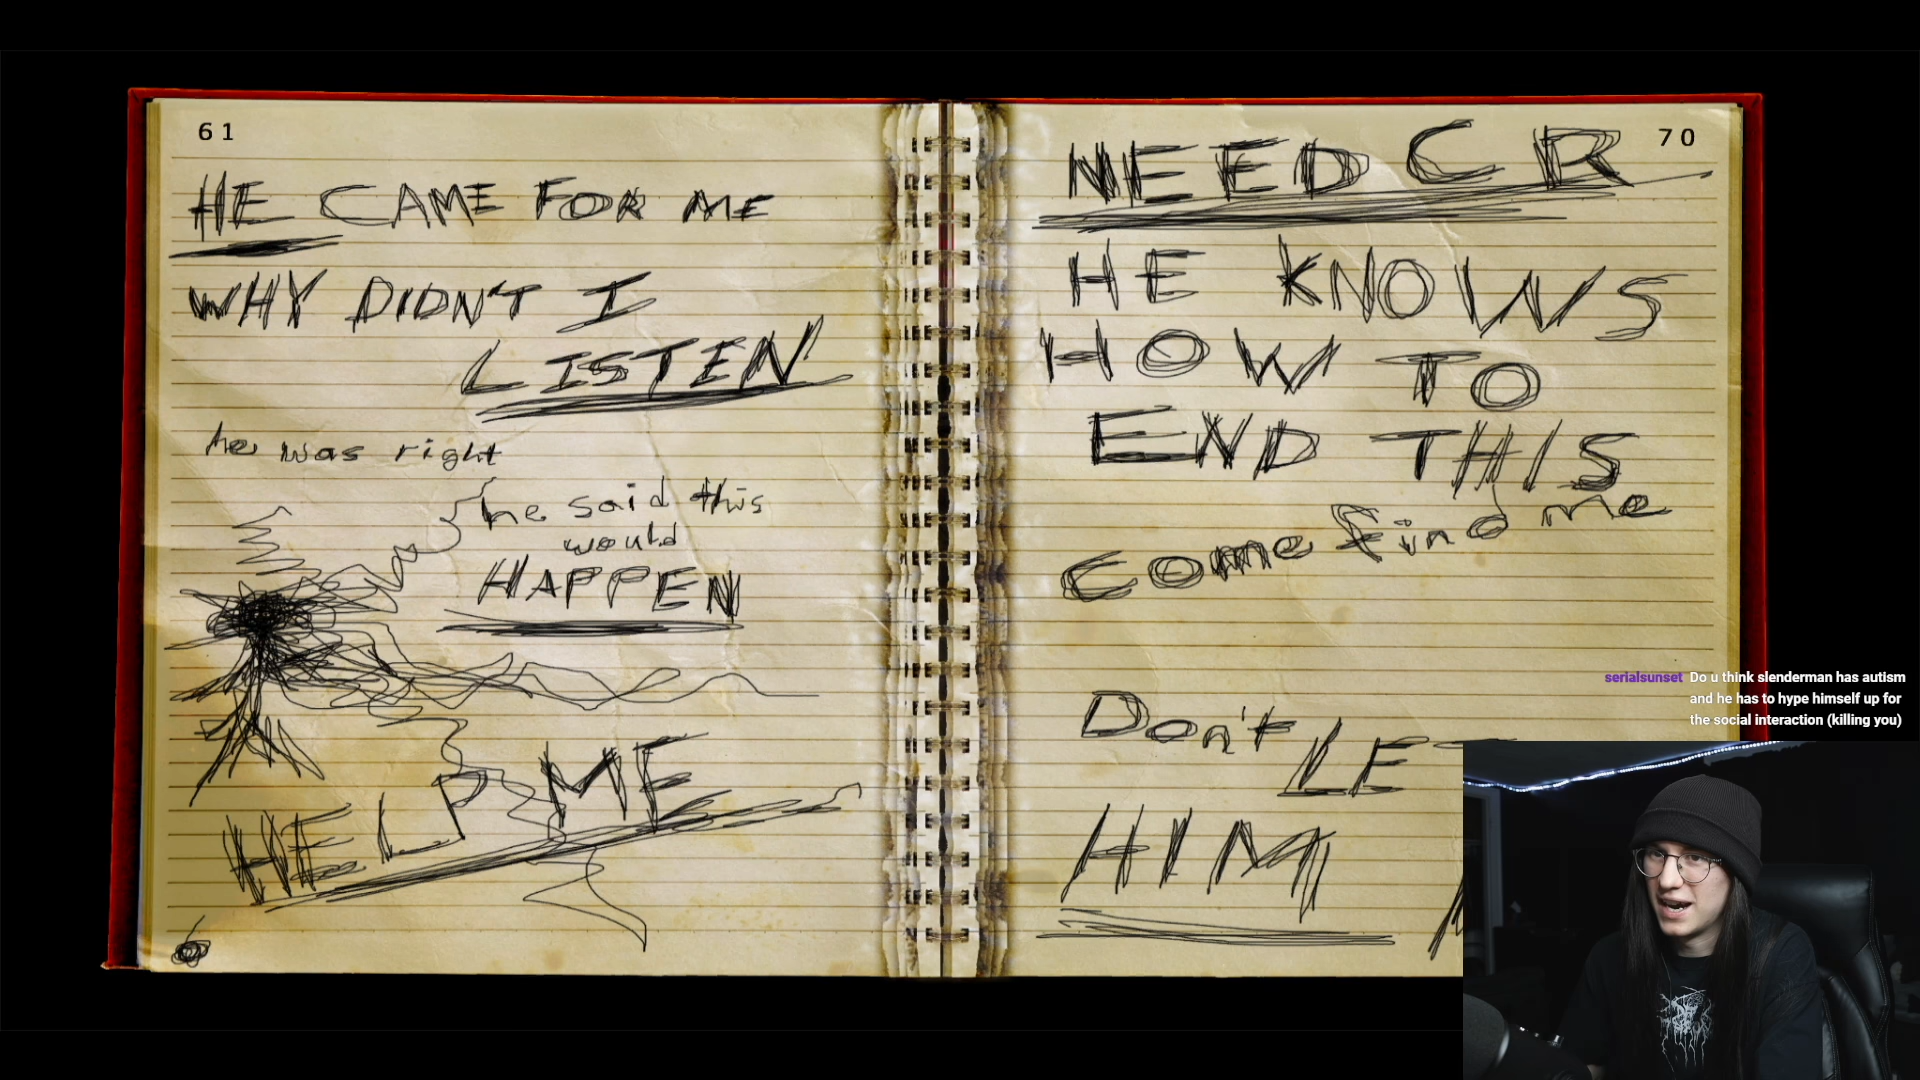 61
HE CAME FOR ME
WHY DIDN'T I
LISTEN
he was right
he said this
would
HAPPEN
HELP ME
70
NEED CR
HE KNOWS
HOW TO
END THIS
come find me
Don't LET
HIM
serialsunset Do u think slenderman has autism
and he has to hype himself up for
the social interaction (killing you)